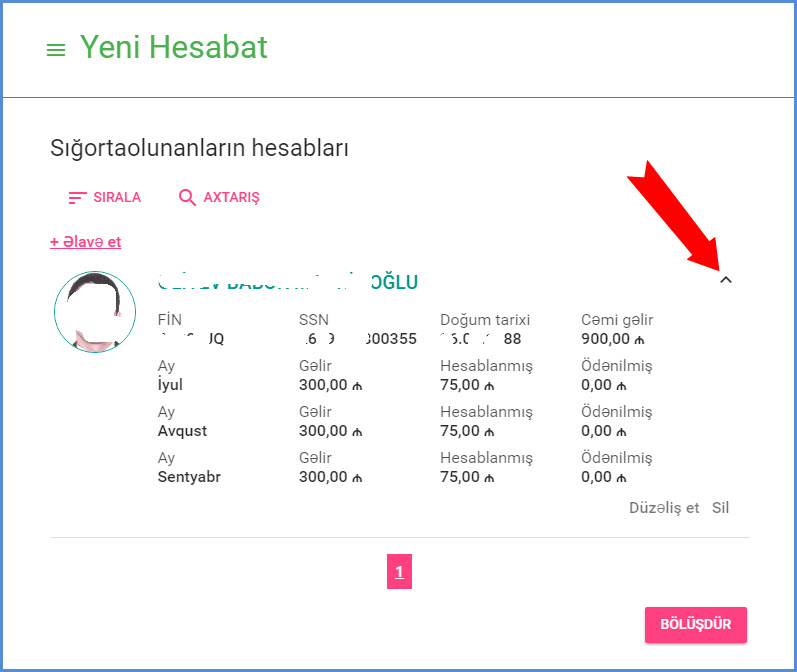 Yeni Hesabat
Sığortaolunanların hesabları
SIRALA AXTARIŞ
+ Əlavə et
OĞLU
FİN SSN Doğum tarixi Cəmi gəlir
900,00 ₼
Ay Gəlir Hesablanmış Ödənilmiş
İyul 300,00 ₼ 75,00 ₼ 0,00 ₼
Ay Gəlir Hesablanmış Ödənilmiş
Avqust 300,00 ₼ 75,00 ₼ 0,00 ₼
Ay Gəlir Hesablanmış Ödənilmiş
Sentyabr 300,00 ₼ 75,00 ₼ 0,00 ₼
Düzəliş et Sil
1
BÖLÜŞDÜR